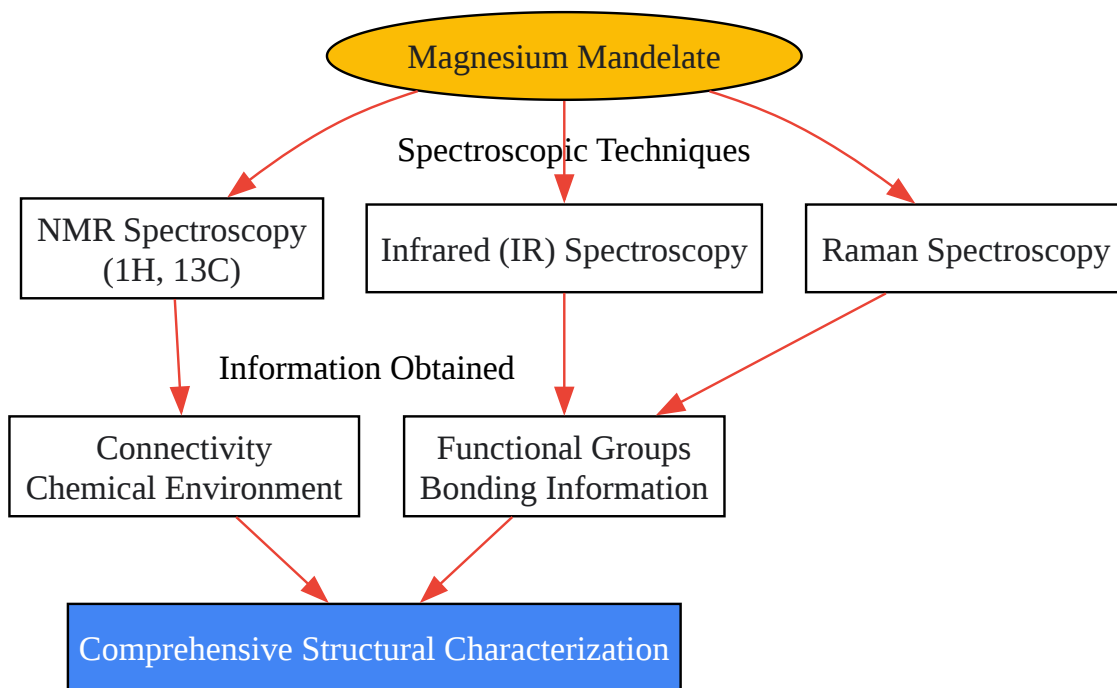 Magnesium Mandelate
Spectroscopic Techniques
NMR Spectroscopy
(1H, 13C)
Infrared (IR) Spectroscopy
Raman Spectroscopy
Information Obtained
Connectivity
Chemical Environment
Functional Groups
Bonding Information
Comprehensive Structural Characterization